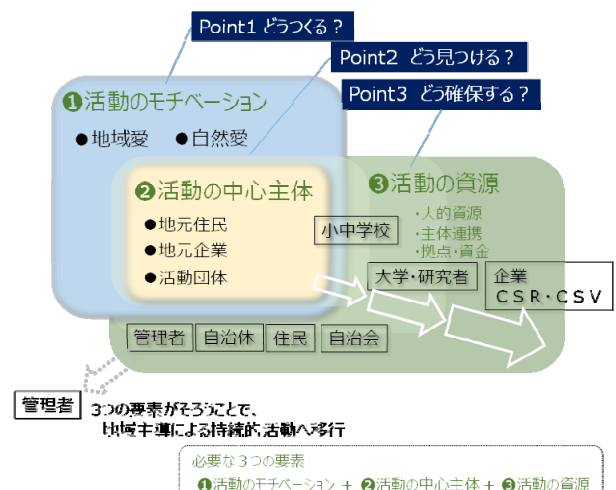 Point1 どうつくる？
Point2 どう見つける？
Point3 どう確保する？
❶活動のモチベーション
●地域愛 ●自然愛
❷活動の中心主体
●地元住民
●地元企業
●活動団体
❸活動の資源
・人的資源
・主体連携
・拠点・資金
小中学校
大学・研究者
企業
ＣＳＲ・ＣＳＶ
管理者 自治体 住民 自治会
管理者
3つの要素がそろうことで、
地域主導による持続的活動へ移行
必要な３つの要素
❶活動のモチベーション + ❷活動の中心主体 + ❸活動の資源